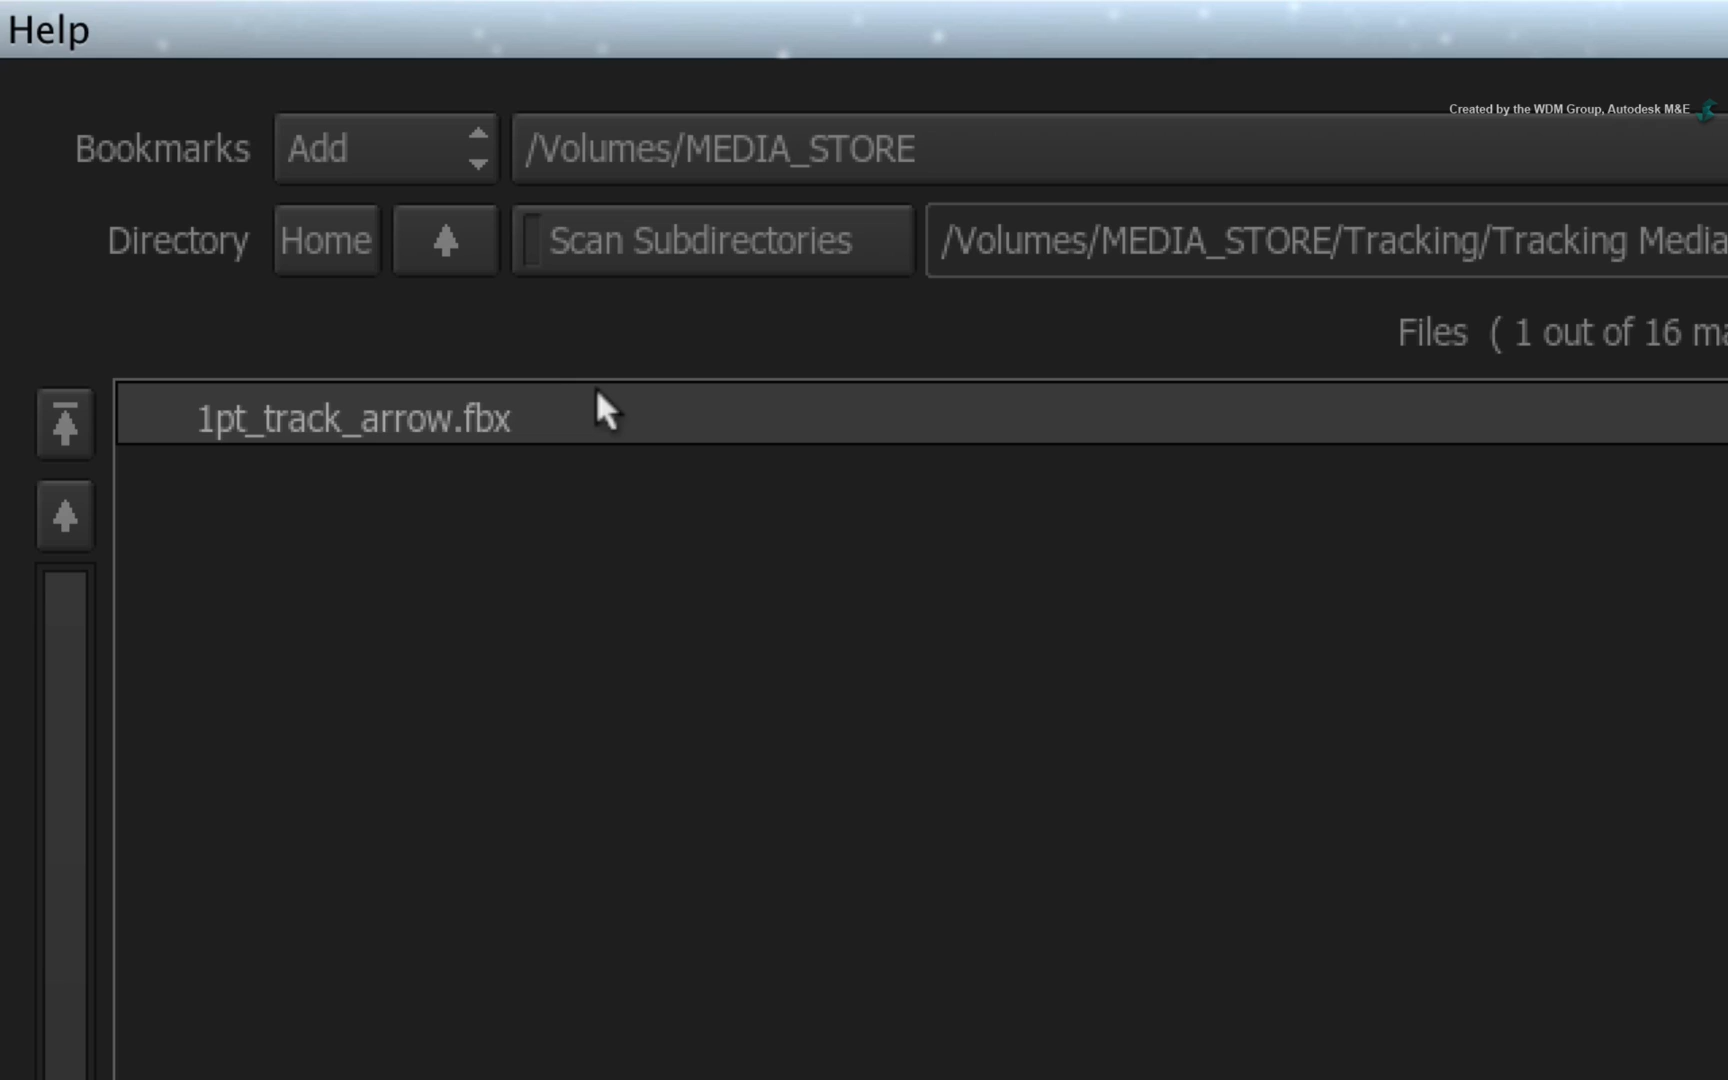 Help
Created by the WDM Group, Autodesk M&E
Bookmarks Add /Volumes/MEDIA_STORE
Directory Home Scan Subdirectories /Volumes/MEDIA_STORE/Tracking/Tracking Media
Files ( 1 out of 16
1pt_track_arrow.fbx